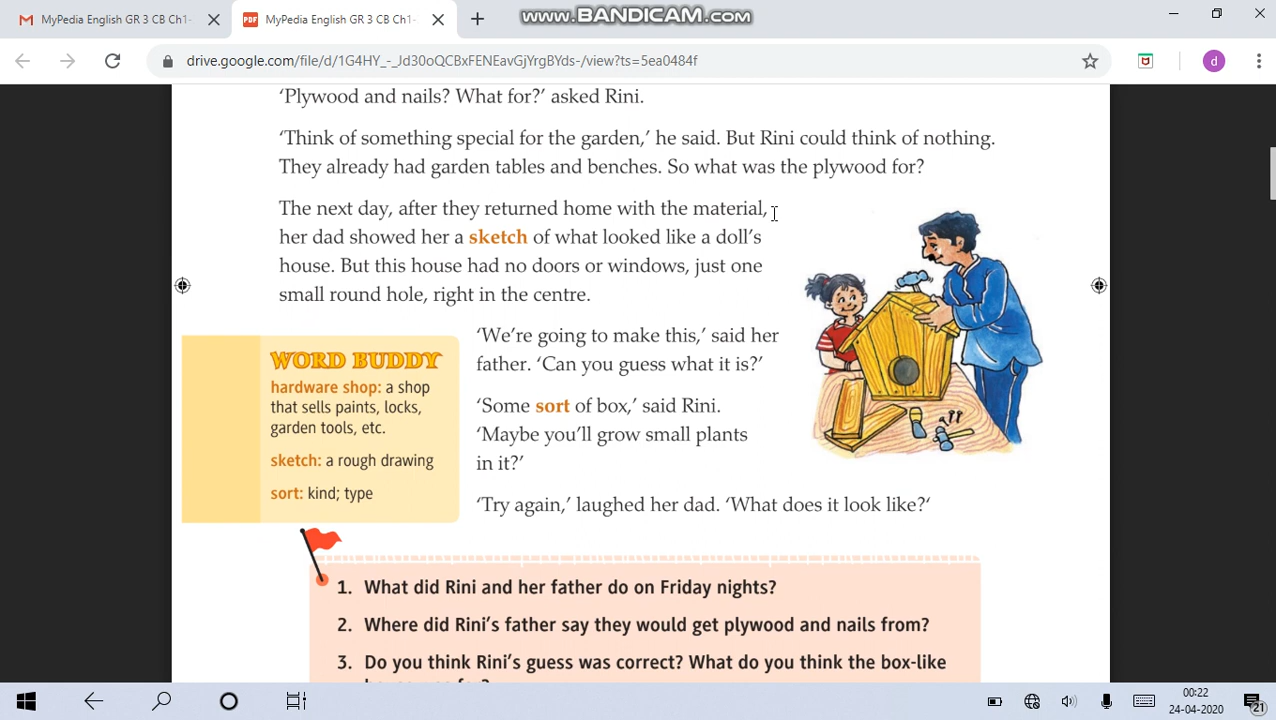 www.BANDICAM.com
MyPedia English GR 3 CB Ch1-
MyPedia English GR 3 CB Ch1-
drive.google.com/file/d/1G4HY_-_Jd30oQCBxFENEavGjYrgBYds-/view?ts=5ea0484f
d
‘Plywood and nails? What for?’ asked Rini.
‘Think of something special for the garden,’ he said. But Rini could think of nothing.
They already had garden tables and benches. So what was the plywood for?
The next day, after they returned home with the material,
her dad showed her a sketch of what looked like a doll’s
house. But this house had no doors or windows, just one
small round hole, right in the centre.
‘We’re going to make this,’ said her
father. ‘Can you guess what it is?’
‘Some sort of box,’ said Rini.
‘Maybe you’ll grow small plants
in it?’
‘Try again,’ laughed her dad. ‘What does it look like?‘
WORD BUDDY
hardware shop: a shop
that sells paints, locks,
garden tools, etc.
sketch: a rough drawing
sort: kind; type
1. What did Rini and her father do on Friday nights?
2. Where did Rini’s father say they would get plywood and nails from?
3. Do you think Rini’s guess was correct? What do you think the box-like
00:22
24-04-2020
21